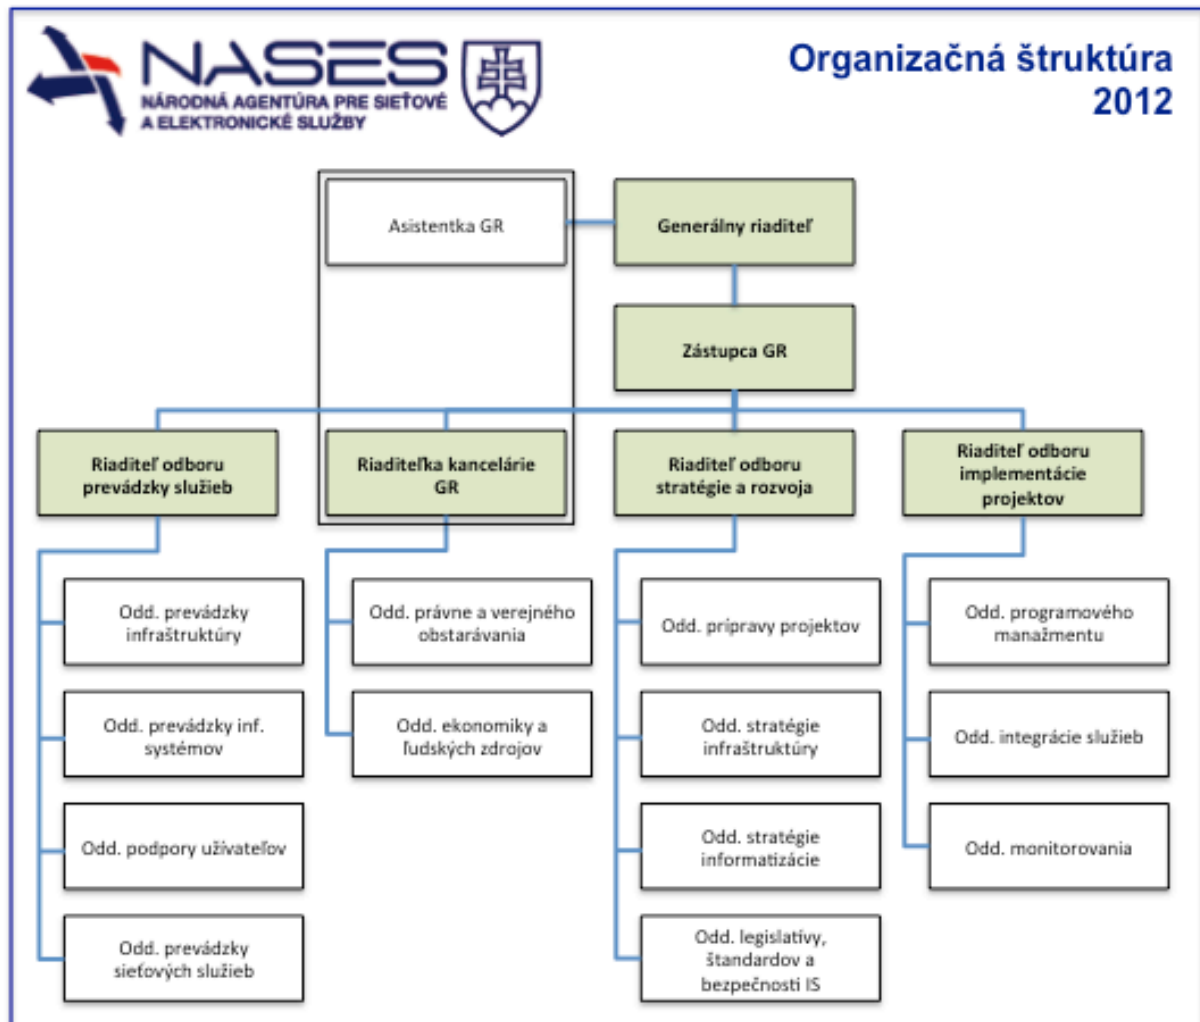 NASES
NÁRODNÁ AGENTÚRA PRE SIEŤOVÉ
A ELEKTRONICKÉ SLUŽBY
Organizačná štruktúra
2012
Asistentka GR
Generálny riaditeľ
Zástupca GR
Riaditeľ odboru
prevádzky služieb
Riaditeľka kancelárie
GR
Riaditeľ odboru
stratégie a rozvoja
Riaditeľ odboru
implementácie
projektov
Odd. prevádzky
infraštruktúry
Odd. prevádzky inf.
systémov
Odd. podpory užívateľov
Odd. prevádzky
sieťových služieb
Odd. právne a verejného
obstarávania
Odd. ekonomiky a
ľudských zdrojov
Odd. prípravy projektov
Odd. stratégie
infraštruktúry
Odd. stratégie
informatizácie
Odd. legislatívy,
štandardov a
bezpečnosti IS
Odd. programového
manažmentu
Odd. integrácie služieb
Odd. monitorovania